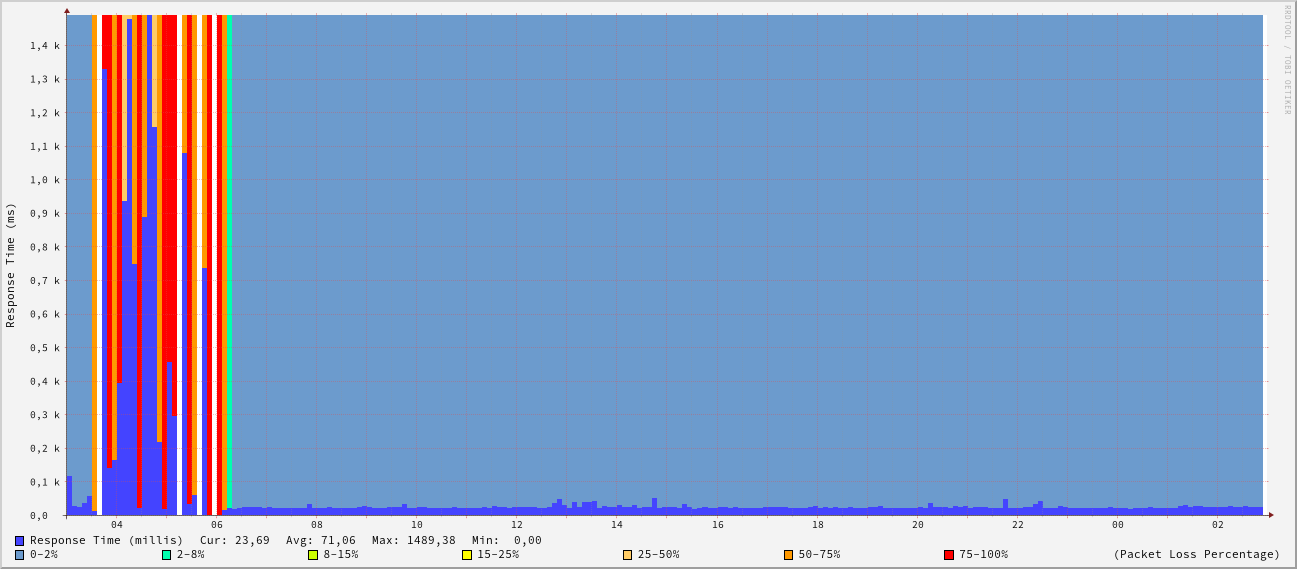 RRDTOOL / TOBI OETIKER
Response Time (ms)
1,4 k
1,3 k
1,2 k
1,1 k
1,0 k
0,9 k
0,8 k
0,7 k
0,6 k
0,5 k
0,4 k
0,3 k
0,2 k
0,1 k
0,0
04 06 08 10 12 14 16 18 20 22 00 02
Response Time (millis) Cur: 23,69 Avg: 71,06 Max: 1489,38 Min: 0,00
0-2% 2-8% 8-15% 15-25% 25-50% 50-75% 75-100% (Packet Loss Percentage)